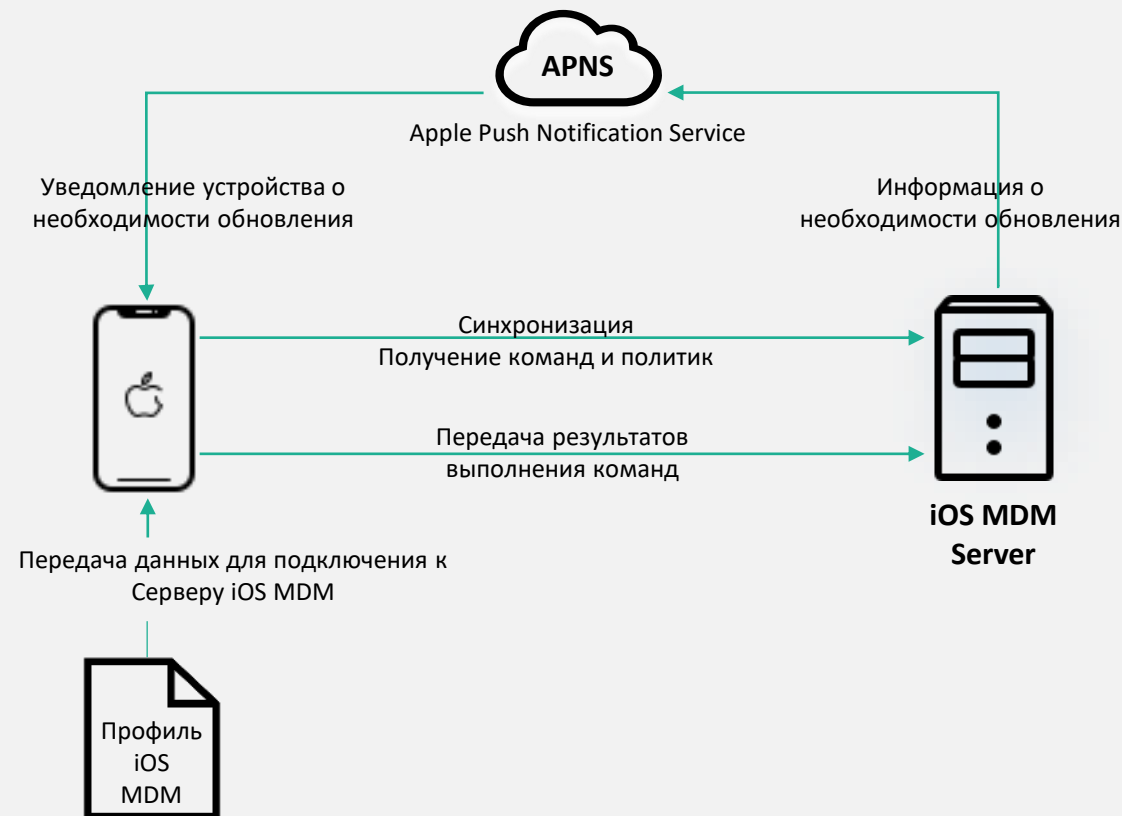 APNS
Apple Push Notification Service
Уведомление устройства о
необходимости обновления
Информация о
необходимости обновления
Синхронизация
Получение команд и политик
Передача результатов
выполнения команд
iOS MDM
Server
Передача данных для подключения к
Серверу iOS MDM
Профиль
iOS
MDM